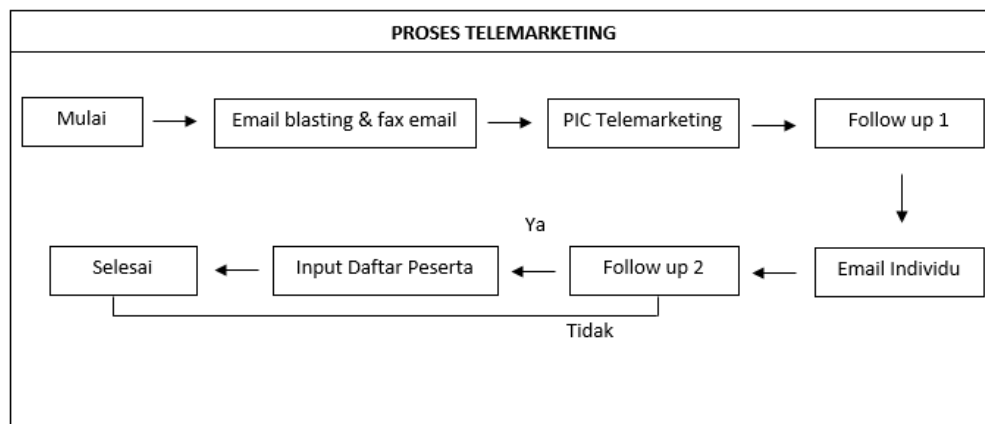 PROSES TELEMARKETING
Mulai
Email blasting & fax email
PIC Telemarketing
Follow up 1
Email Individu
Follow up 2
Ya
Input Daftar Peserta
Selesai
Tidak